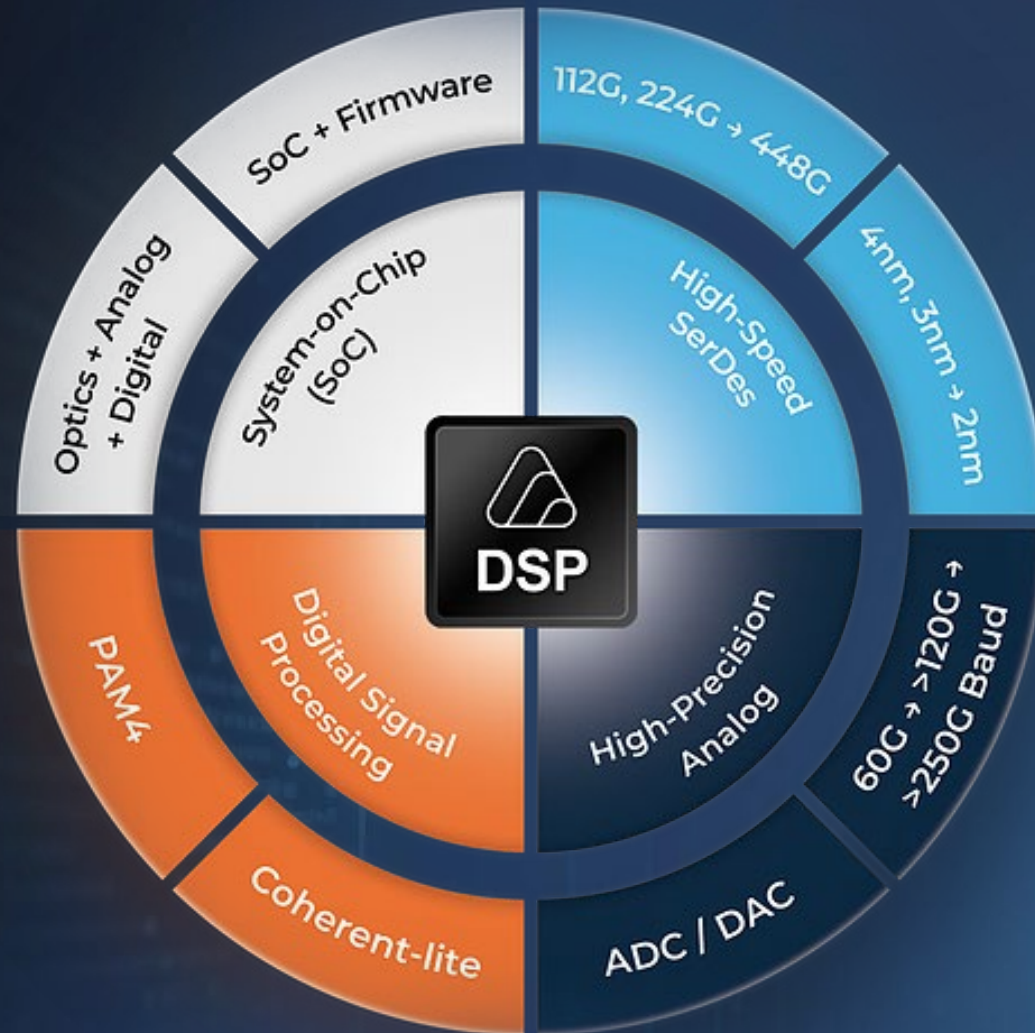 SoC + Firmware
112G, 224G → 448G
Optics + Analog
+ Digital
System-on-Chip
(SoC)
High-Speed
SerDes
4nm, 3nm → 2nm
DSP
PAM4
Digital Signal
Processing
High-Precision
Analog
60G → >120G →
>250G Baud
Coherent-lite
ADC / DAC